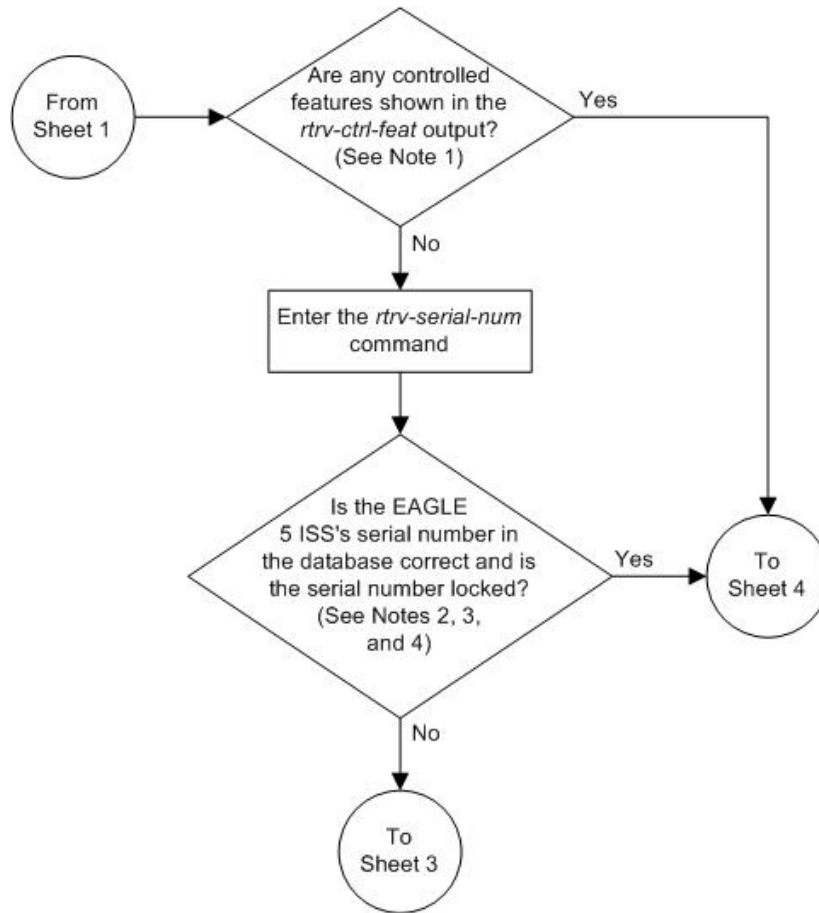 From
Sheet 1
Are any controlled
features shown in the
rtrv-ctrl-feat output?
(See Note 1)
Yes
No
Enter the rtrv-serial-num
command
Is the EAGLE
5 ISS's serial number in
the database correct and is
the serial number locked?
(See Notes 2, 3,
and 4)
Yes
To
Sheet 4
No
To
Sheet 3